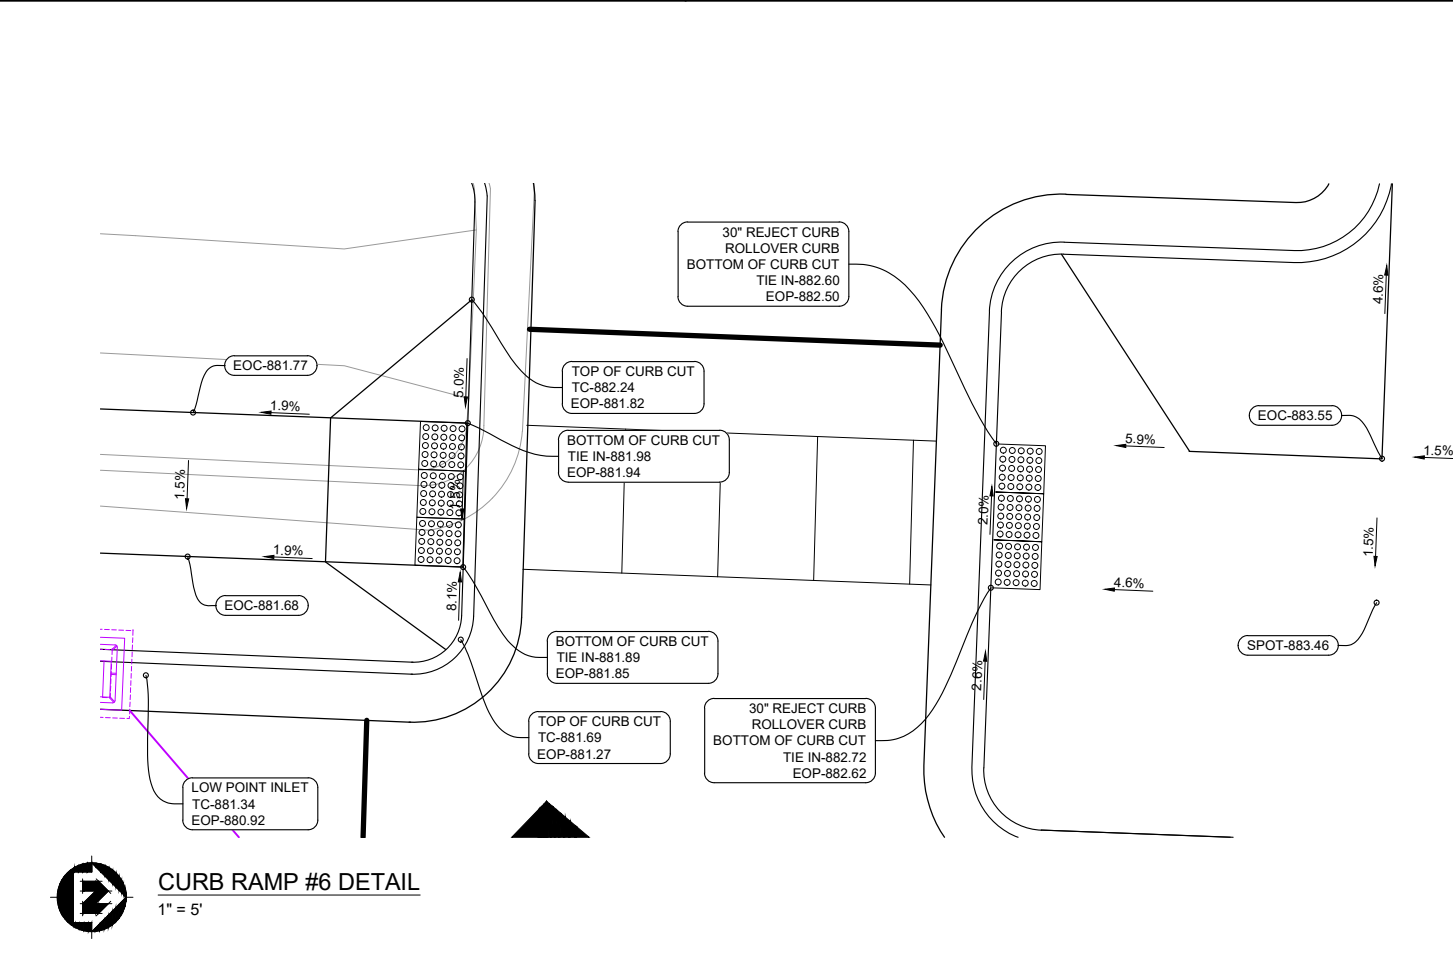 30" REJECT CURB
ROLLOVER CURB
BOTTOM OF CURB CUT
TIE IN-882.60
EOP-882.50
4.6%
EOC-881.77
5.0%
TOP OF CURB CUT
TC-882.24
EOP-881.82
1.9%
EOC-883.55
BOTTOM OF CURB CUT
TIE IN-881.98
EOP-881.94
5.9%
1.5%
1.5%
2.0%
1.5%
1.9%
4.6%
8.1%
EOC-881.68
BOTTOM OF CURB CUT
TIE IN-881.89
EOP-881.85
SPOT-883.46
2.6%
TOP OF CURB CUT
TC-881.69
EOP-881.27
30" REJECT CURB
ROLLOVER CURB
BOTTOM OF CURB CUT
TIE IN-882.72
EOP-882.62
LOW POINT INLET
TC-881.34
EOP-880.92
N
CURB RAMP #6 DETAIL
1" = 5'